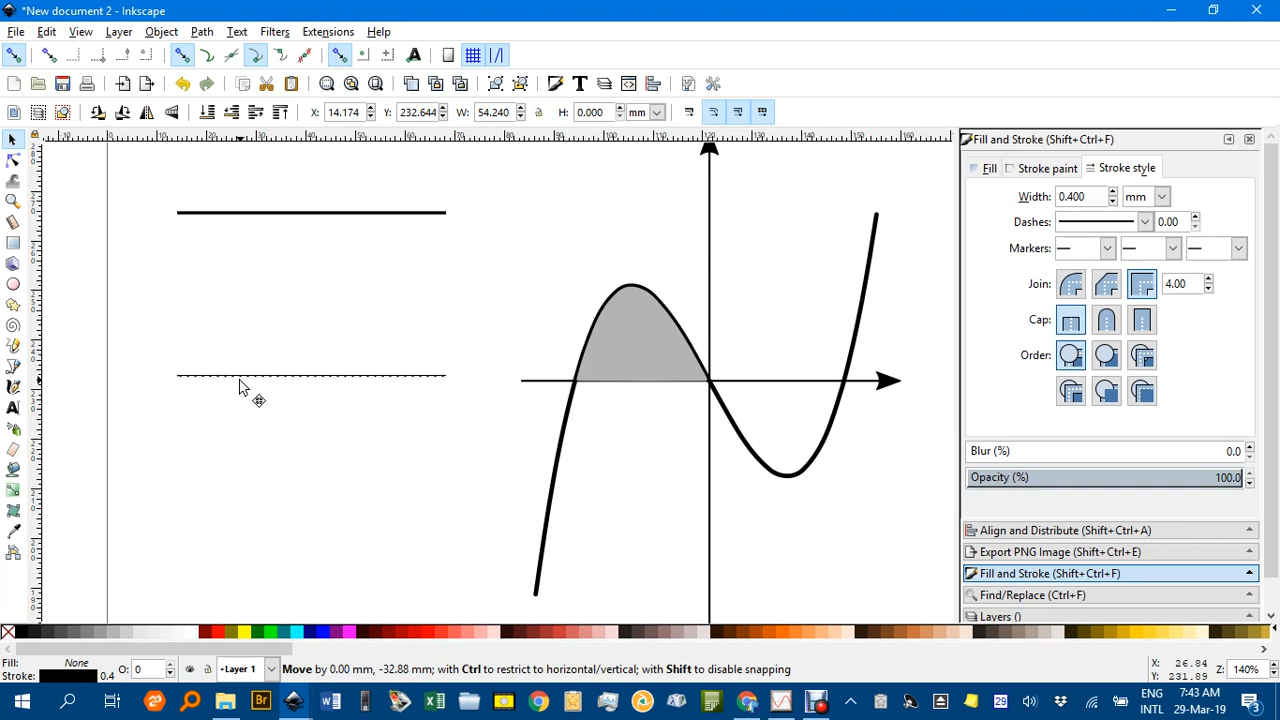 *New document 2 - Inkscape
File Edit View Layer Object Path Text Filters Extensions Help
X: 14.174 Y: 232.644 W: 54.240 H: 0.000 mm
Fill and Stroke (Shift+Ctrl+F)
Fill Stroke paint Stroke style
Width: 0.400 mm
Dashes: 0.00
Markers:
Join: 4.00
Cap:
Order:
Blur (%) 0.0
Opacity (%) 100.0
Align and Distribute (Shift+Ctrl+A)
Export PNG Image (Shift+Ctrl+E)
Fill and Stroke (Shift+Ctrl+F)
Find/Replace (Ctrl+F)
Layers ()
Fill: None O: 0 Layer 1 Move by 0.00 mm, -32.88 mm; with Ctrl to restrict to horizontal/vertical; with Shift to disable snapping X: 26.84 Z: 140%
Stroke: 0.4 Y: 231.89
ENG 7:43 AM
INTL 29-Mar-19